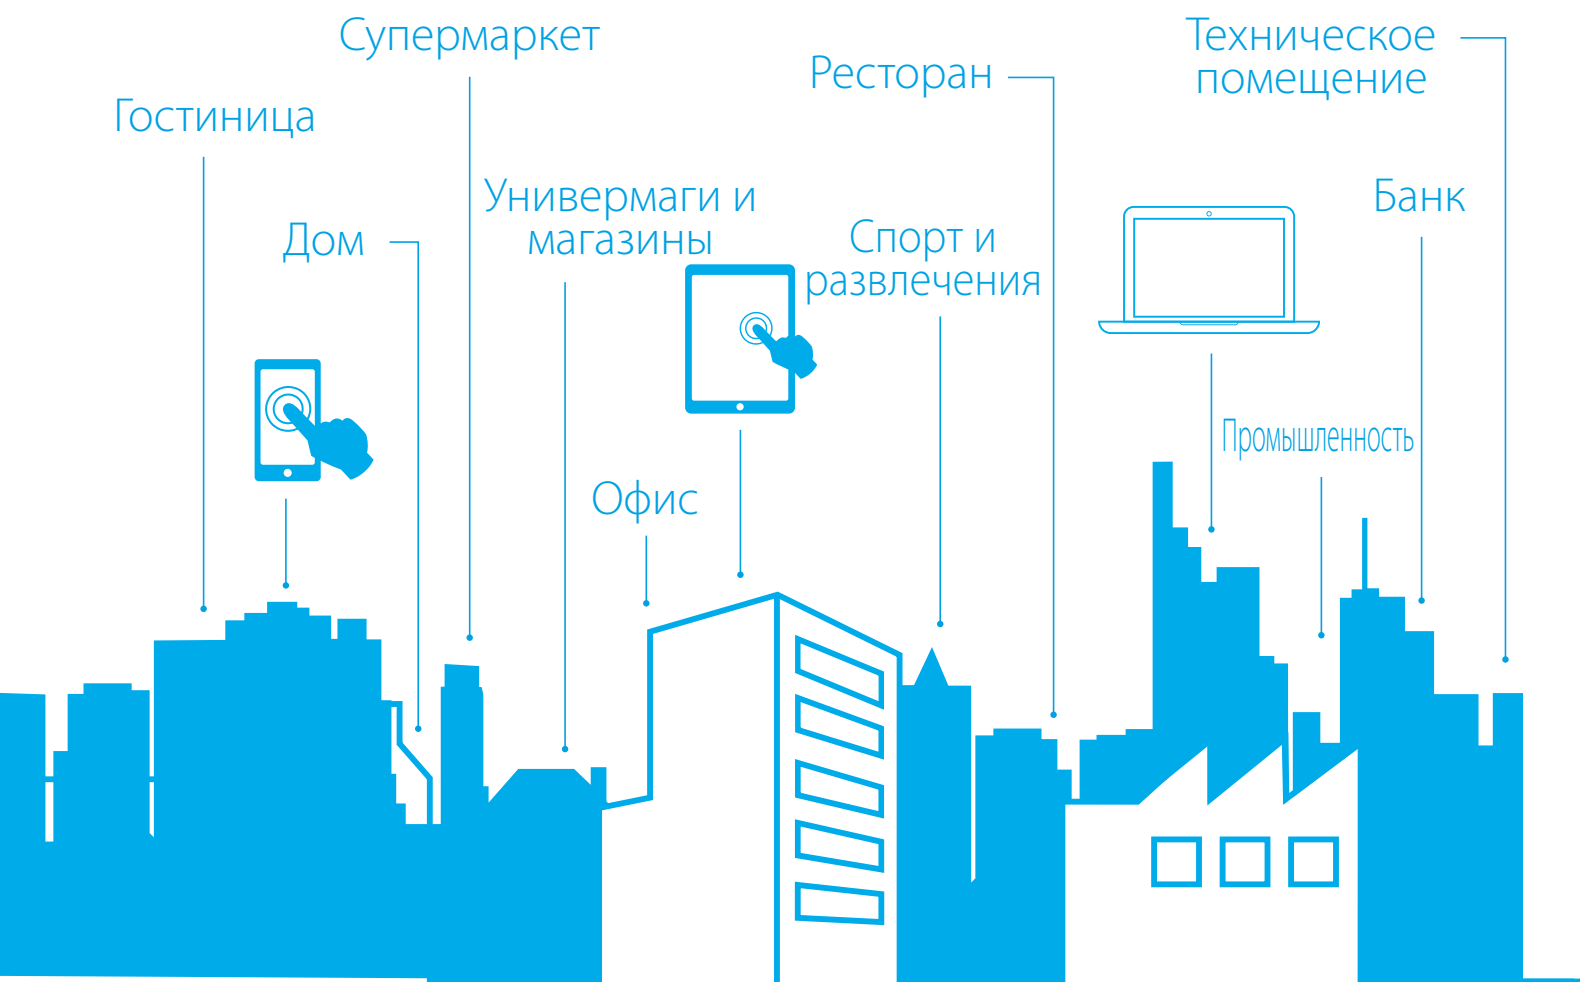 Супермаркет
Техническое
помещение
Ресторан
Гостиница
Универмаги и
магазины
Банк
Дом
Спорт и
развлечения
Промышленность
Офис